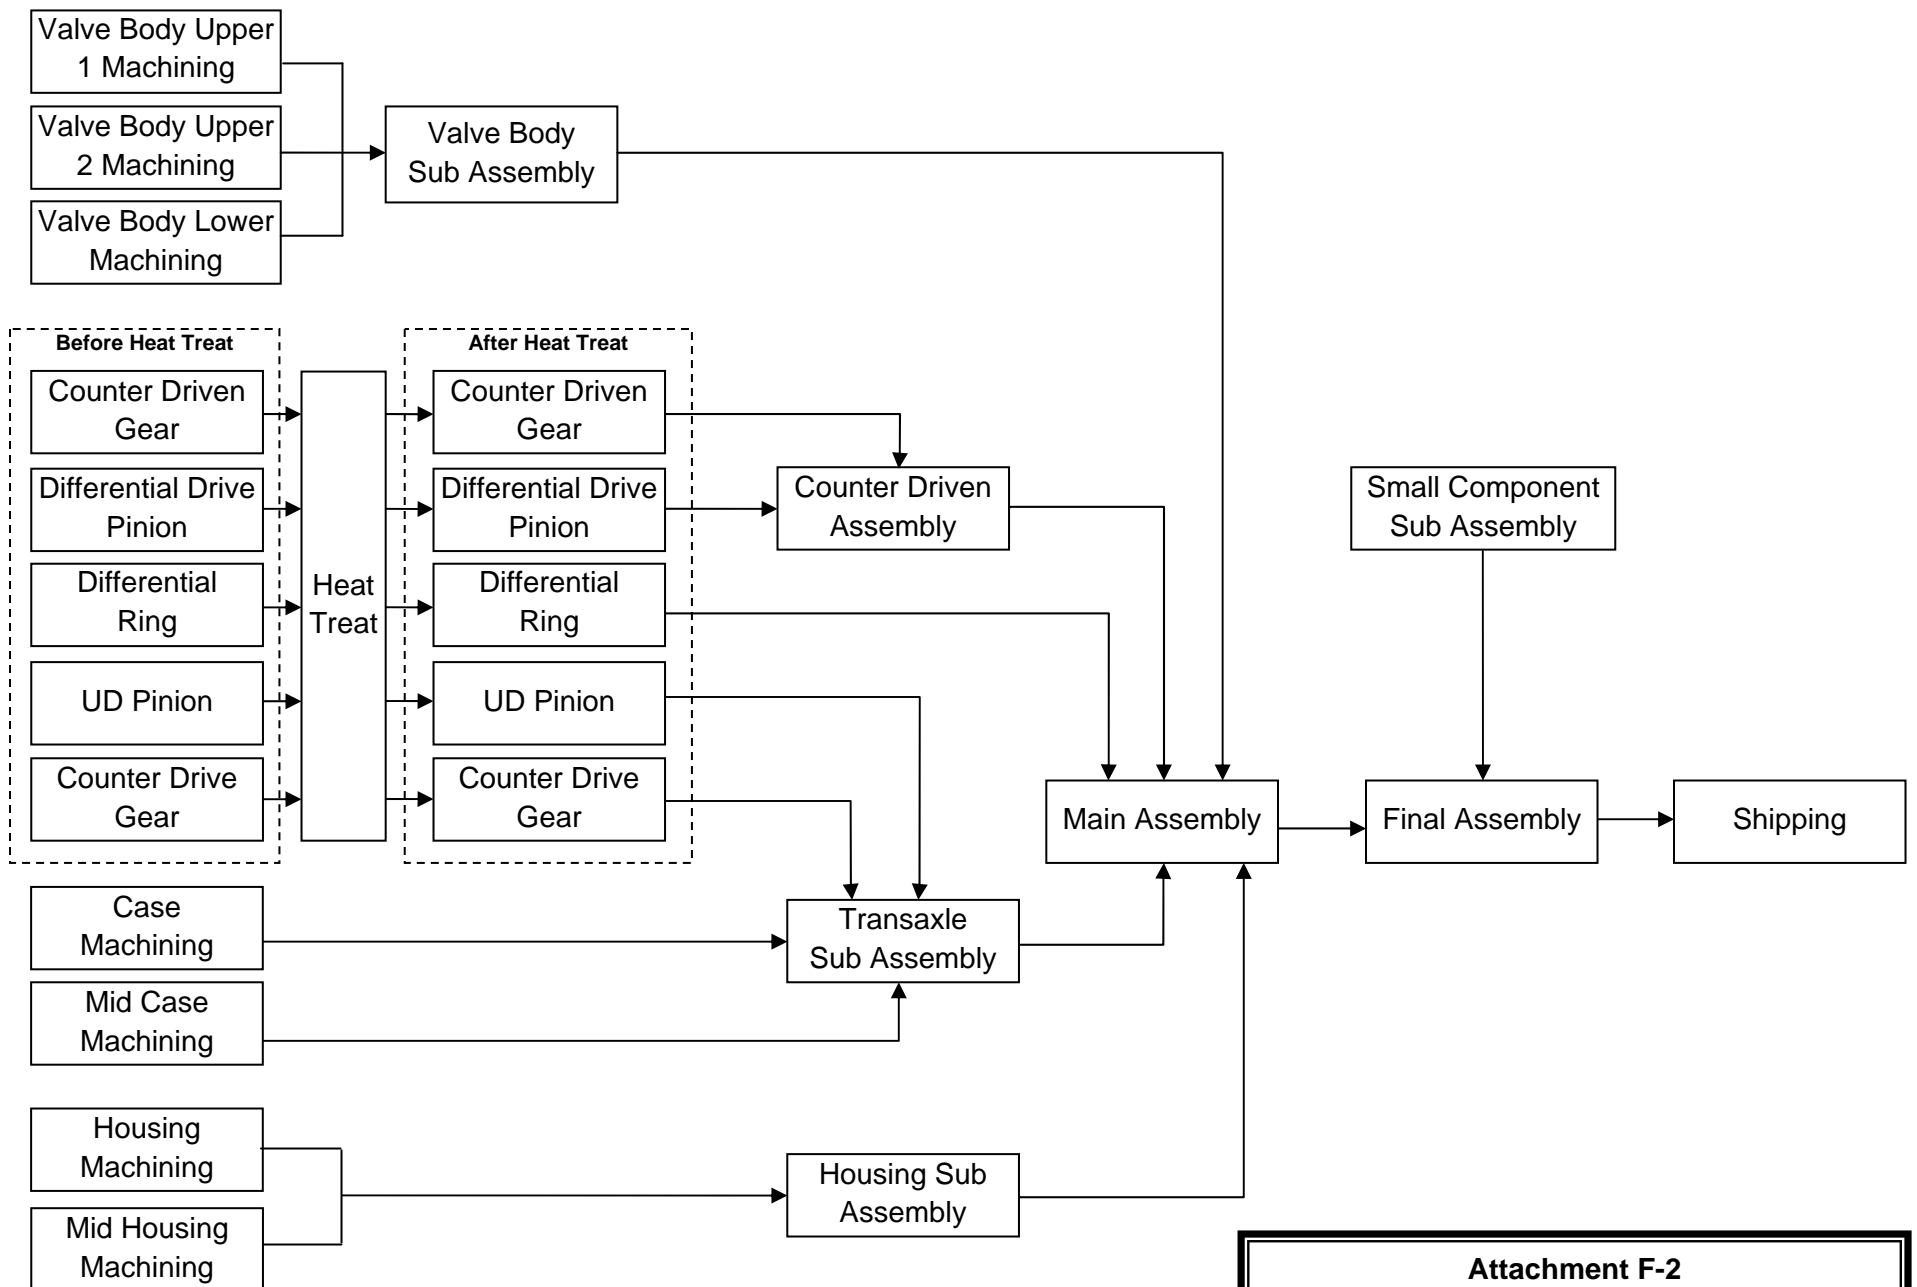 Valve Body Upper
1 Machining
Valve Body Upper
2 Machining
Valve Body Lower
Machining
Valve Body
Sub Assembly
Before Heat Treat
Counter Driven
Gear
Differential Drive
Pinion
Differential
Ring
UD Pinion
Counter Drive
Gear
Heat
Treat
After Heat Treat
Counter Driven
Gear
Differential Drive
Pinion
Differential
Ring
UD Pinion
Counter Drive
Gear
Counter Driven
Assembly
Small Component
Sub Assembly
Main Assembly
Final Assembly
Shipping
Case
Machining
Mid Case
Machining
Transaxle
Sub Assembly
Housing
Machining
Mid Housing
Machining
Housing Sub
Assembly
Attachment F-2